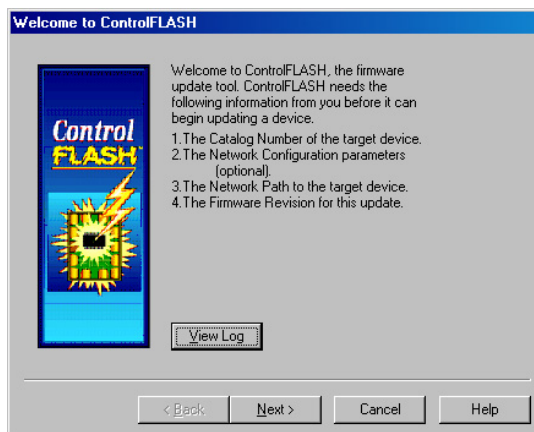 Welcome to ControlFLASH
Control
FLASH
Welcome to ControlFLASH, the firmware
update tool. ControlFLASH needs the
following information from you before it can
begin updating a device.
1.The Catalog Number of the target device.
2.The Network Configuration parameters
(optional).
3.The Network Path to the target device.
4.The Firmware Revision for this update.
View Log
< Back
Next >
Cancel
Help